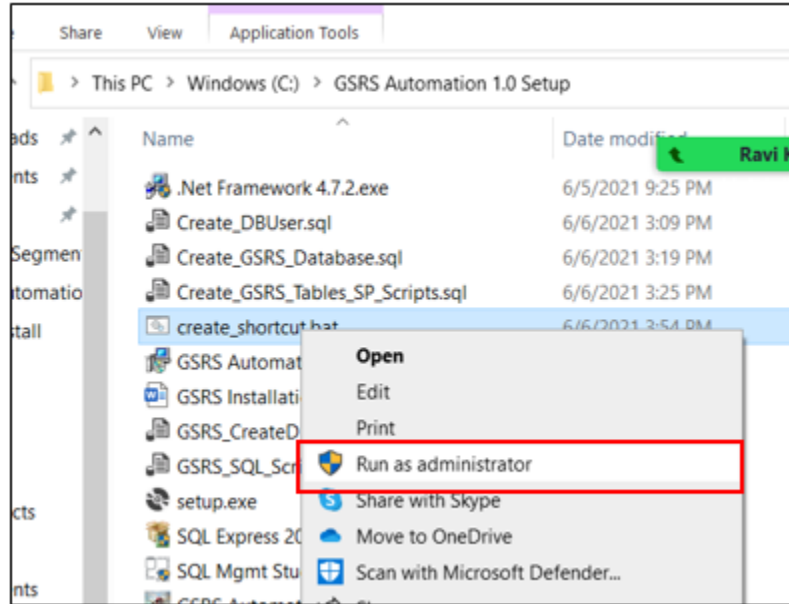 Share View Application Tools
> This PC > Windows (C:) > GSRS Automation 1.0 Setup
ads Name Date modified
Ravi K
nts .Net Framework 4.7.2.exe 6/5/2021 9:25 PM
Create_DBUser.sql 6/6/2021 3:09 PM
Segmen Create_GSRS_Database.sql 6/6/2021 3:19 PM
tomatio Create_GSRS_Tables_SP_Scripts.sql 6/6/2021 3:25 PM
stall create_shortcut.bat 6/6/2021 3:54 PM
GSRS Automat Open
GSRS Installati Edit
GSRS_CreateD Print
GSRS_SQL_Scri Run as administrator
cts setup.exe Share with Skype
SQL Express 20 Move to OneDrive
nts SQL Mgmt Stu Scan with Microsoft Defender...